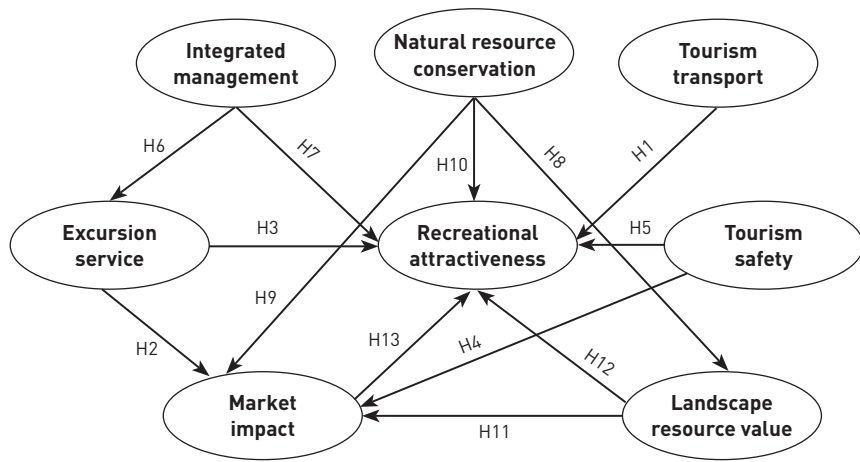 Integrated
management
Natural resource
conservation
Tourism
transport
H6
H7
H10
H8
H1
Excursion
service
H3
Recreational
attractiveness
H5
Tourism
safety
H9
H2
H13
H4
H12
Market
impact
H11
Landscape
resource value